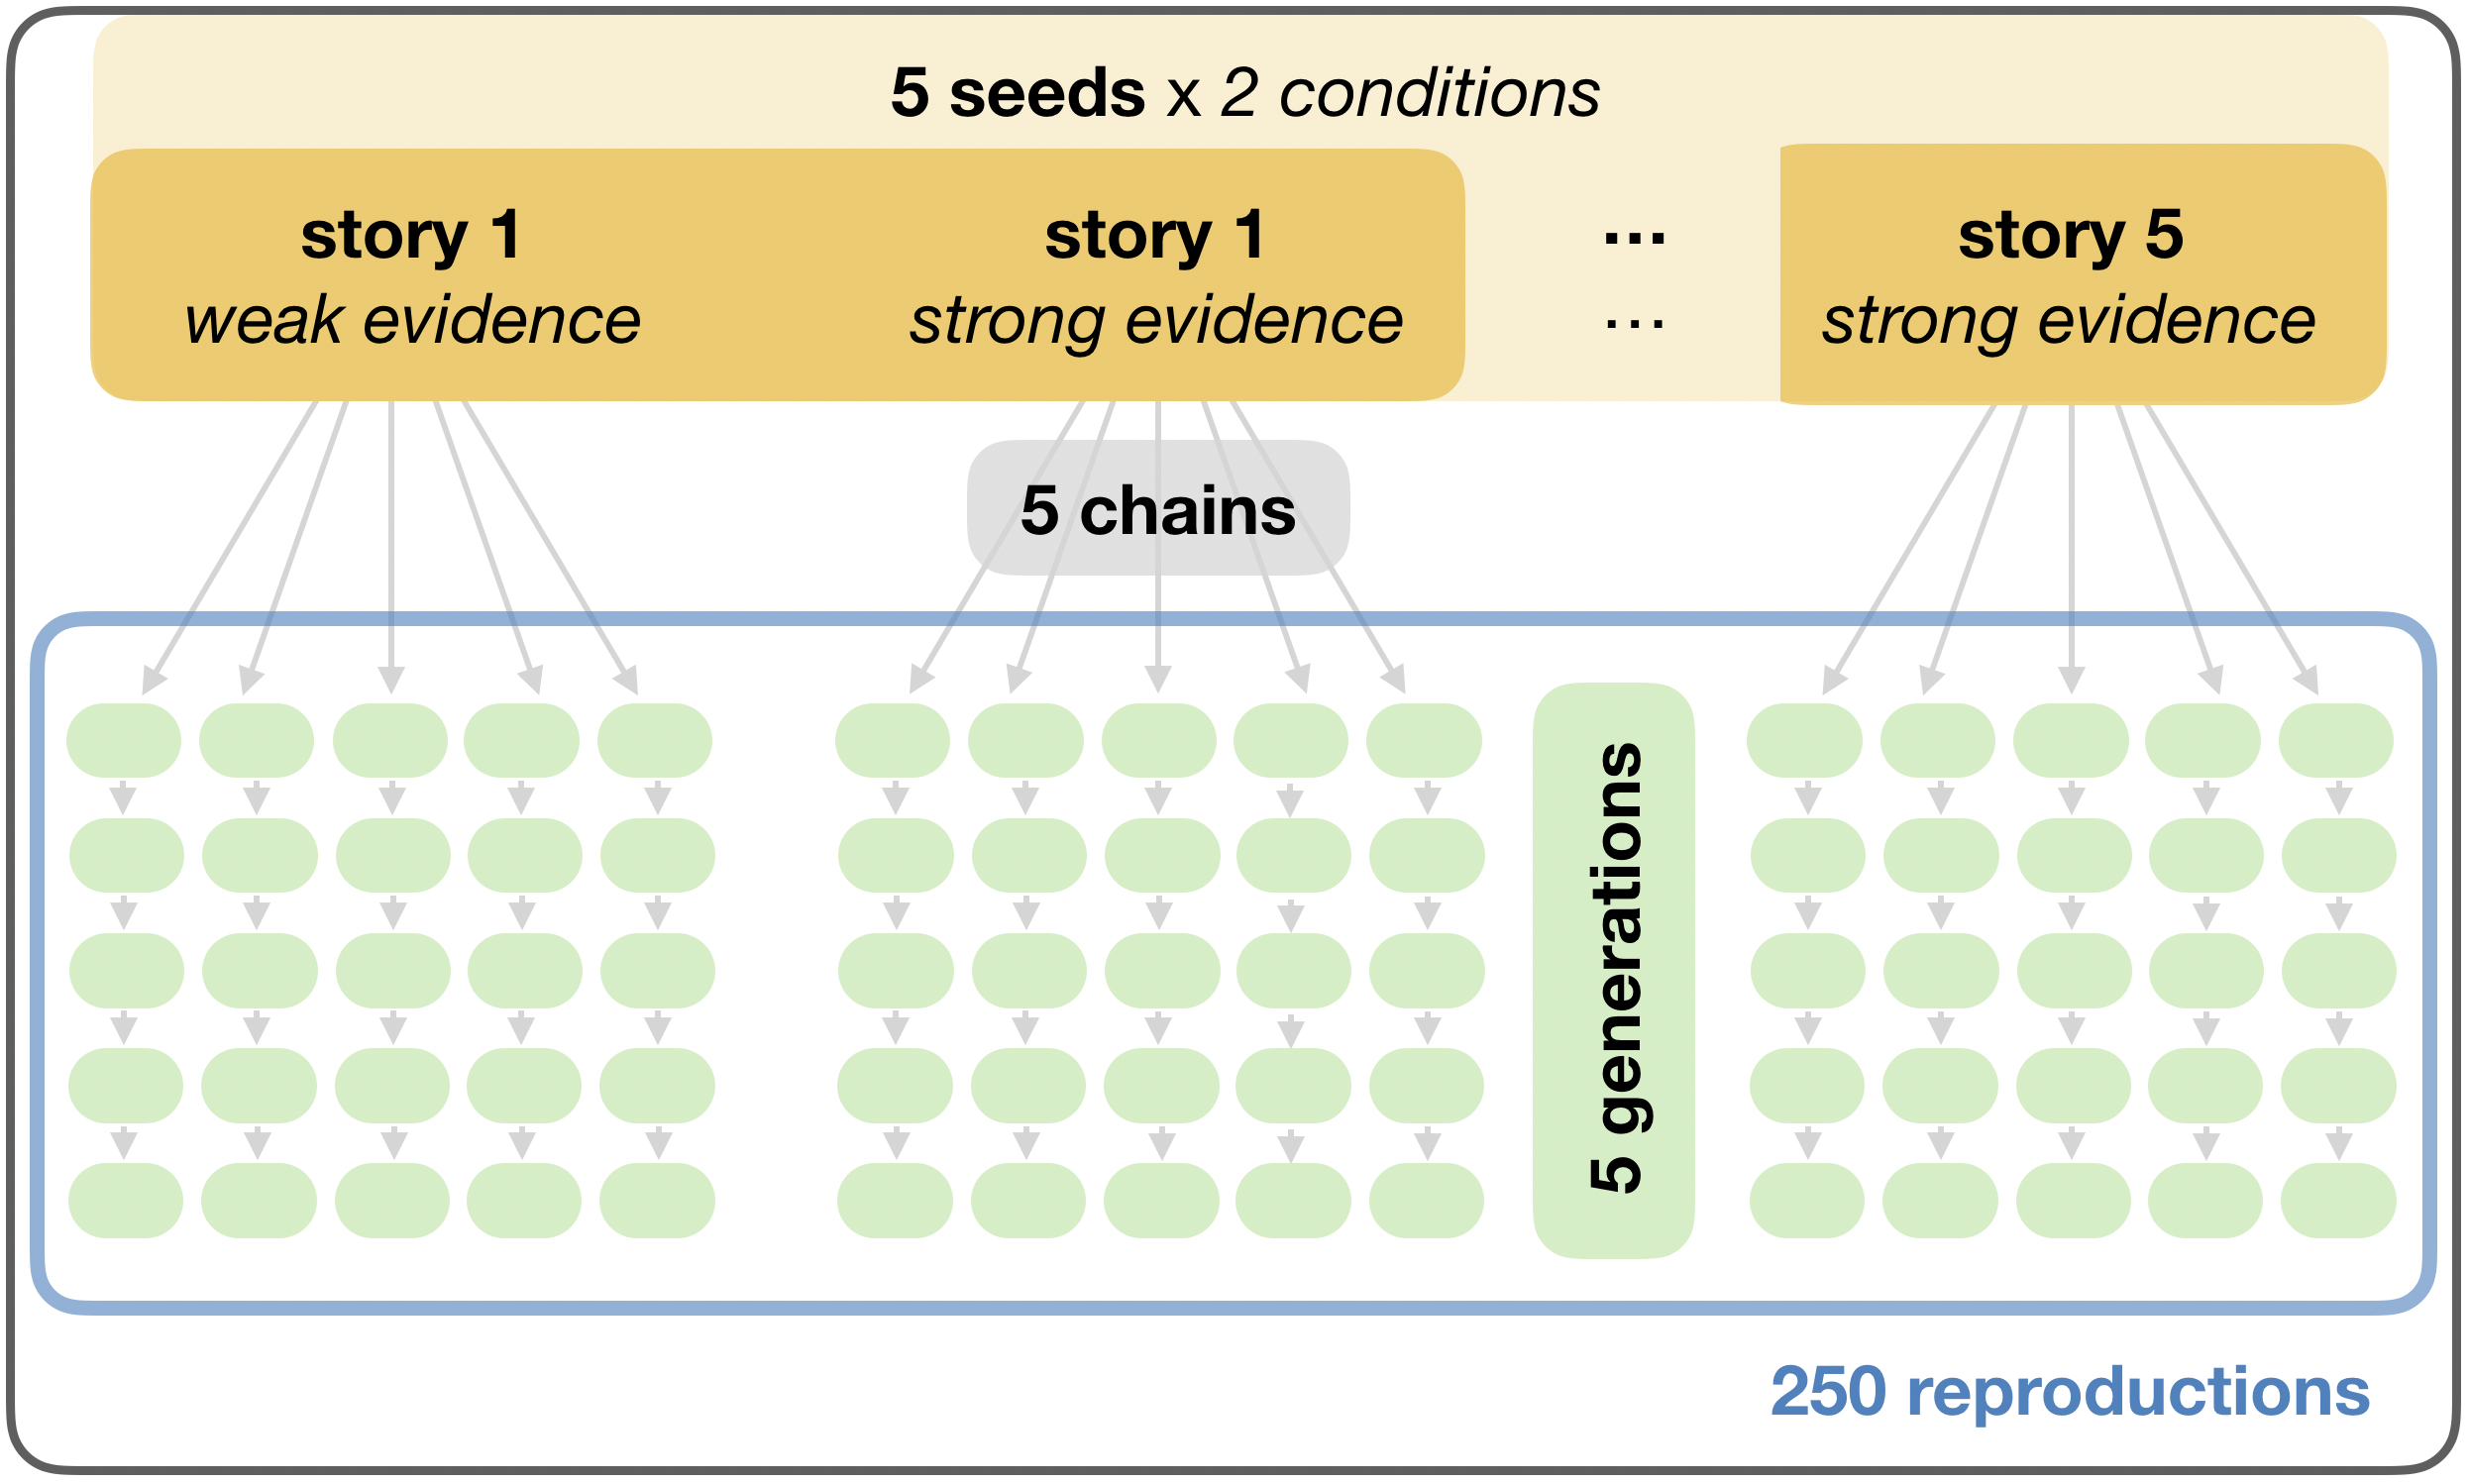 5 seeds x 2 conditions
story 1
weak evidence
story 1
strong evidence
...
...
story 5
strong evidence
5 chains
5 generations
250 reproductions